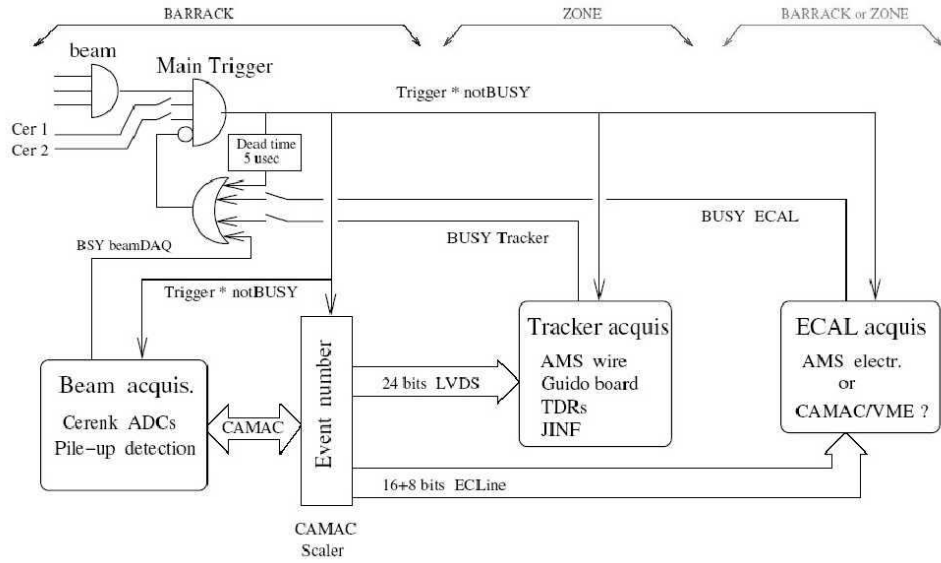 BARRACK
ZONE
BARRACK or ZONE
beam
Main Trigger
Trigger * notBUSY
Cer 1
Cer 2
Dead time
5 usec
BUSY ECAL
BUSY Tracker
BSY beamDAQ
Trigger * notBUSY
Tracker acquis
AMS wire
Guido board
TDRs
JINF
ECAL acquis
AMS electr.
or
CAMAC/VME ?
Beam acquis.
Cerenk ADCs
Pile-up detection
CAMAC
Event number
24 bits LVDS
16+8 bits ECLine
CAMAC
Scaler